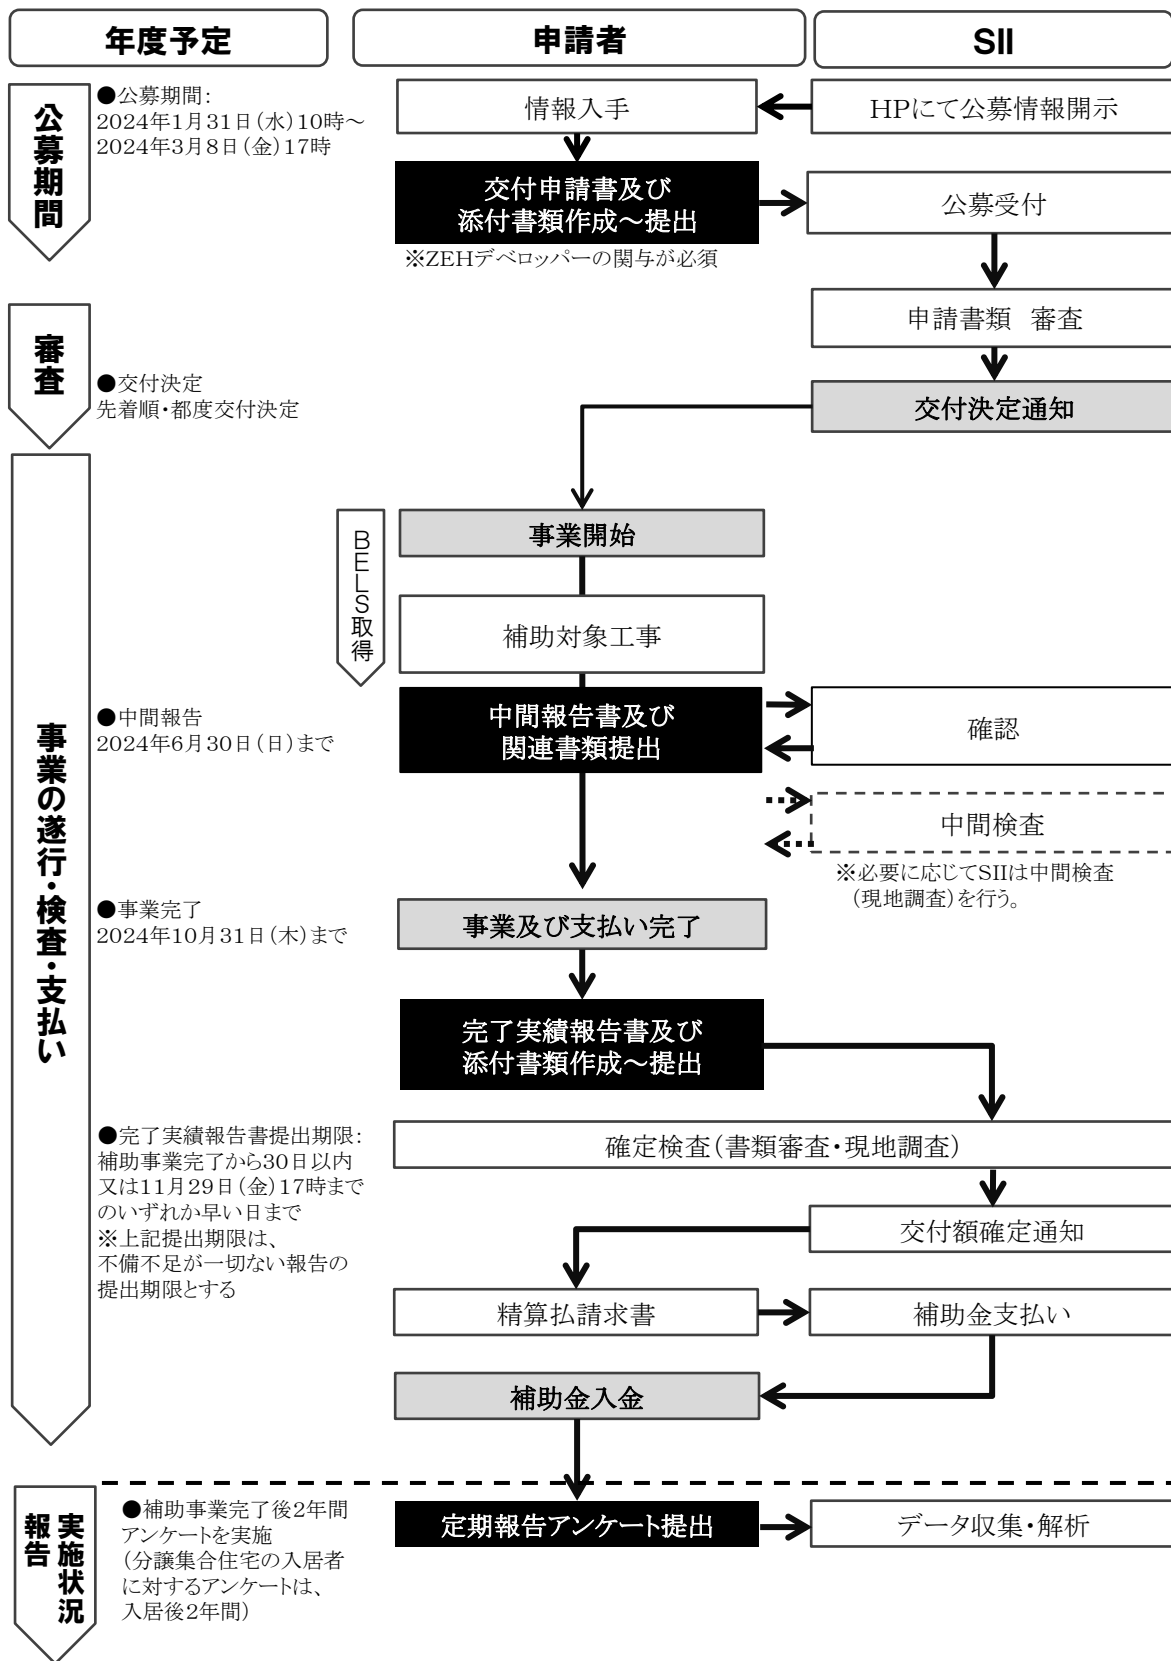 年度予定
申請者
SII
公募期間
●公募期間：
2024年1月31日（水）10時～
2024年3月8日（金）17時
情報入手
HPにて公募情報開示
交付申請書及び
添付書類作成～提出
公募受付
※ZEHデベロッパーの関与が必須
申請書類　審査
審査
●交付決定
先着順・都度交付決定
交付決定通知
事業の遂行・検査・支払い
BELS取得
事業開始
補助対象工事
●中間報告
2024年6月30日（日）まで
中間報告書及び
関連書類提出
確認
中間検査
※必要に応じてSIIは中間検査
（現地調査）を行う。
●事業完了
2024年10月31日（木）まで
事業及び支払い完了
完了実績報告書及び
添付書類作成～提出
●完了実績報告書提出期限：
補助事業完了から30日以内
又は11月29日（金）17時まで
のいずれか早い日まで
※上記提出期限は、
不備不足が一切ない報告の
提出期限とする
確定検査（書類審査・現地調査）
交付額確定通知
精算払請求書
補助金支払い
補助金入金
実施状況
報告
●補助事業完了後2年間
アンケートを実施
（分譲集合住宅の入居者
に対するアンケートは、
入居後2年間）
定期報告アンケート提出
データ収集・解析